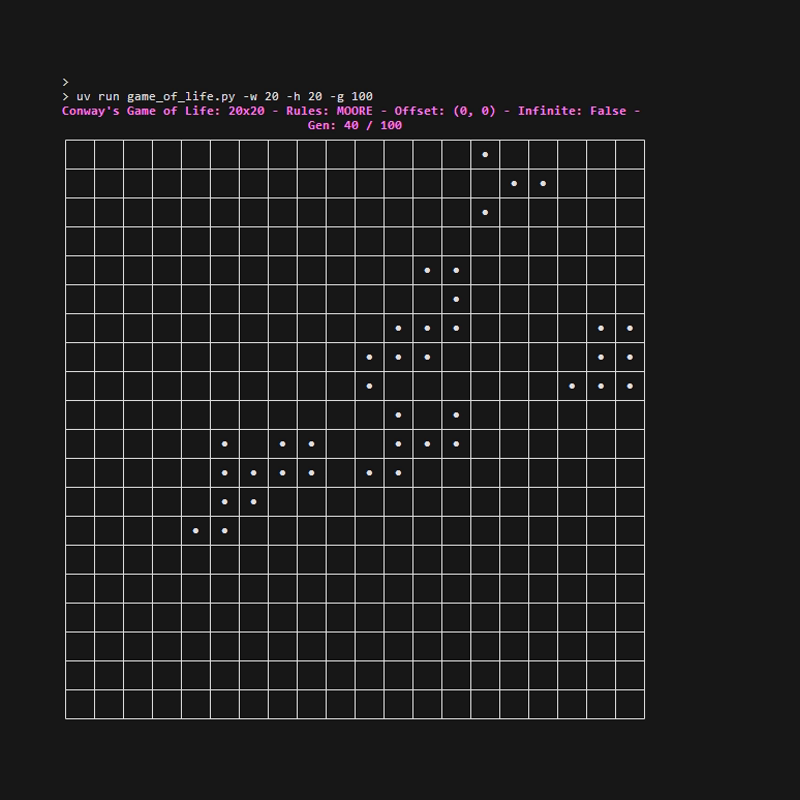 >
> uv run game_of_life.py -w 20 -h 20 -g 100
Conway's Game of Life: 20x20 - Rules: MOORE - Offset: (0, 0) - Infinite: False -
Gen: 40 / 100